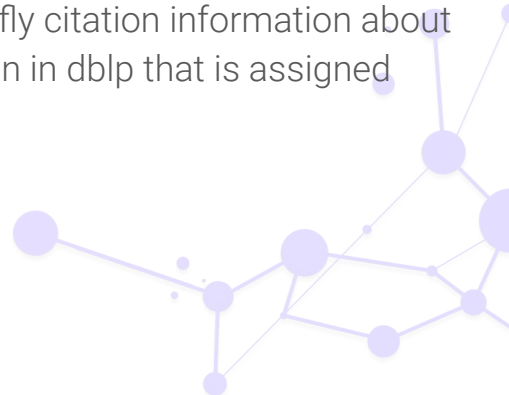 fly citation information about
n in dblp that is assigned